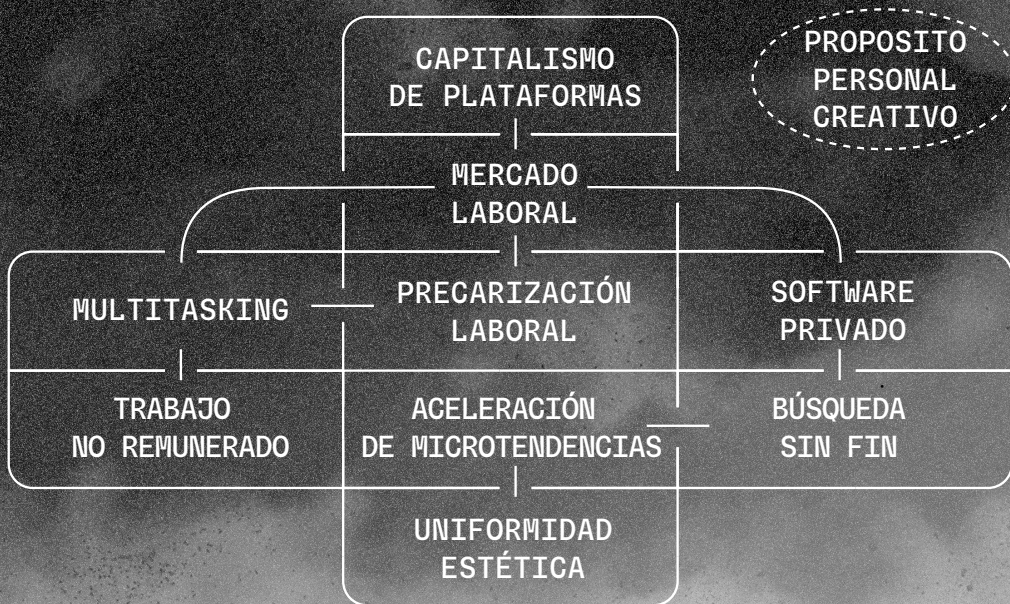 CAPITALISMO
DE PLATAFORMAS
PROPOSITO
PERSONAL
CREATIVO
MERCADO
LABORAL
MULTITASKING
PRECARIZACIÓN
LABORAL
SOFTWARE
PRIVADO
TRABAJO
NO REMUNERADO
ACELERACIÓN
DE MICROTENDENCIAS
BÚSQUEDA
SIN FIN
UNIFORMIDAD
ESTÉTICA